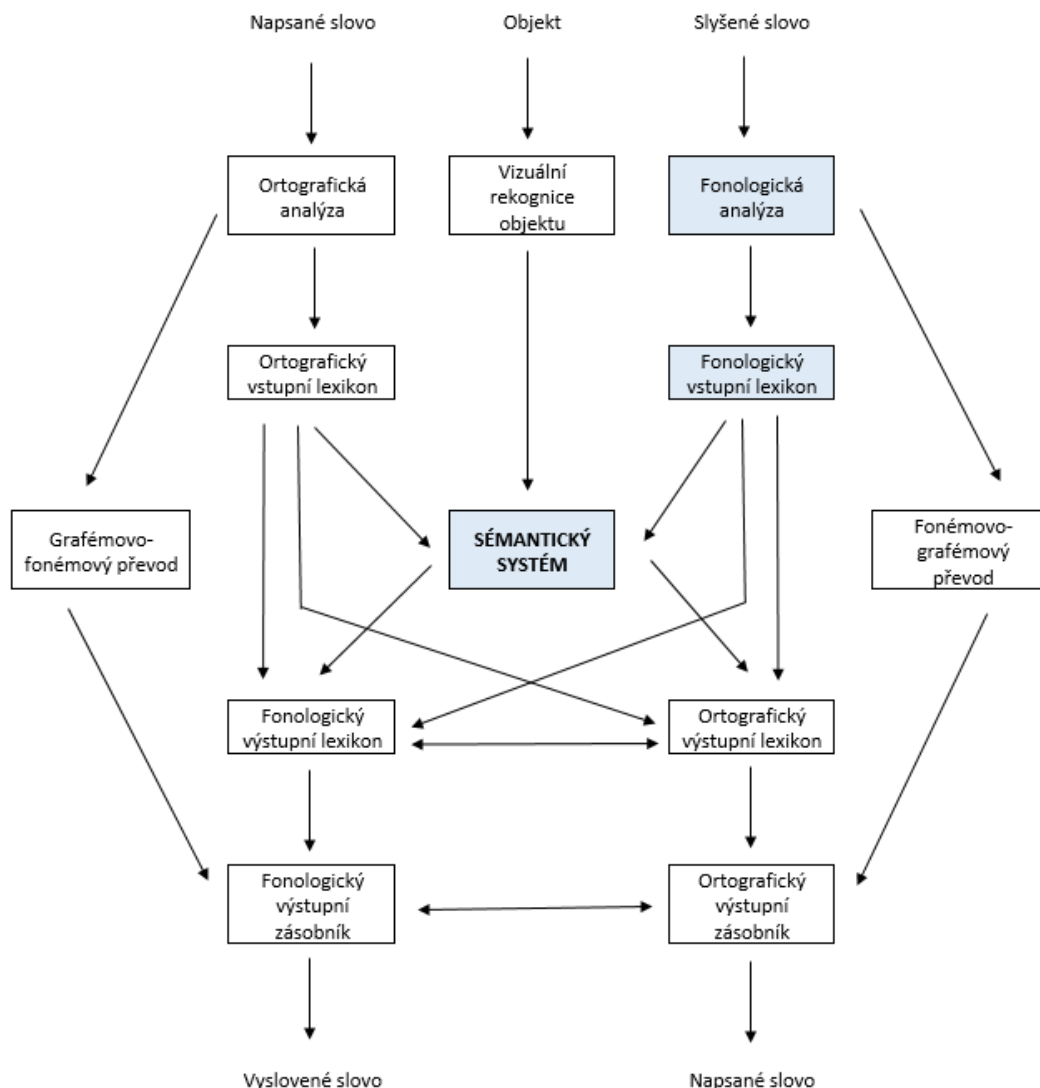 Napsané slovo
Objekt
Slyšené slovo
Ortografická
analýza
Vizuální
rekognice
objektu
Fonologická
analýza
Ortografický
vstupní lexikon
Fonologický
vstupní lexikon
Grafémovo-
fonémový převod
SÉMANTICKÝ
SYSTÉM
Fonémovo-
grafémový
převod
Fonologický
výstupní lexikon
Ortografický
výstupní lexikon
Fonologický
výstupní
zásobník
Ortografický
výstupní
zásobník
Vyslovené slovo
Napsané slovo